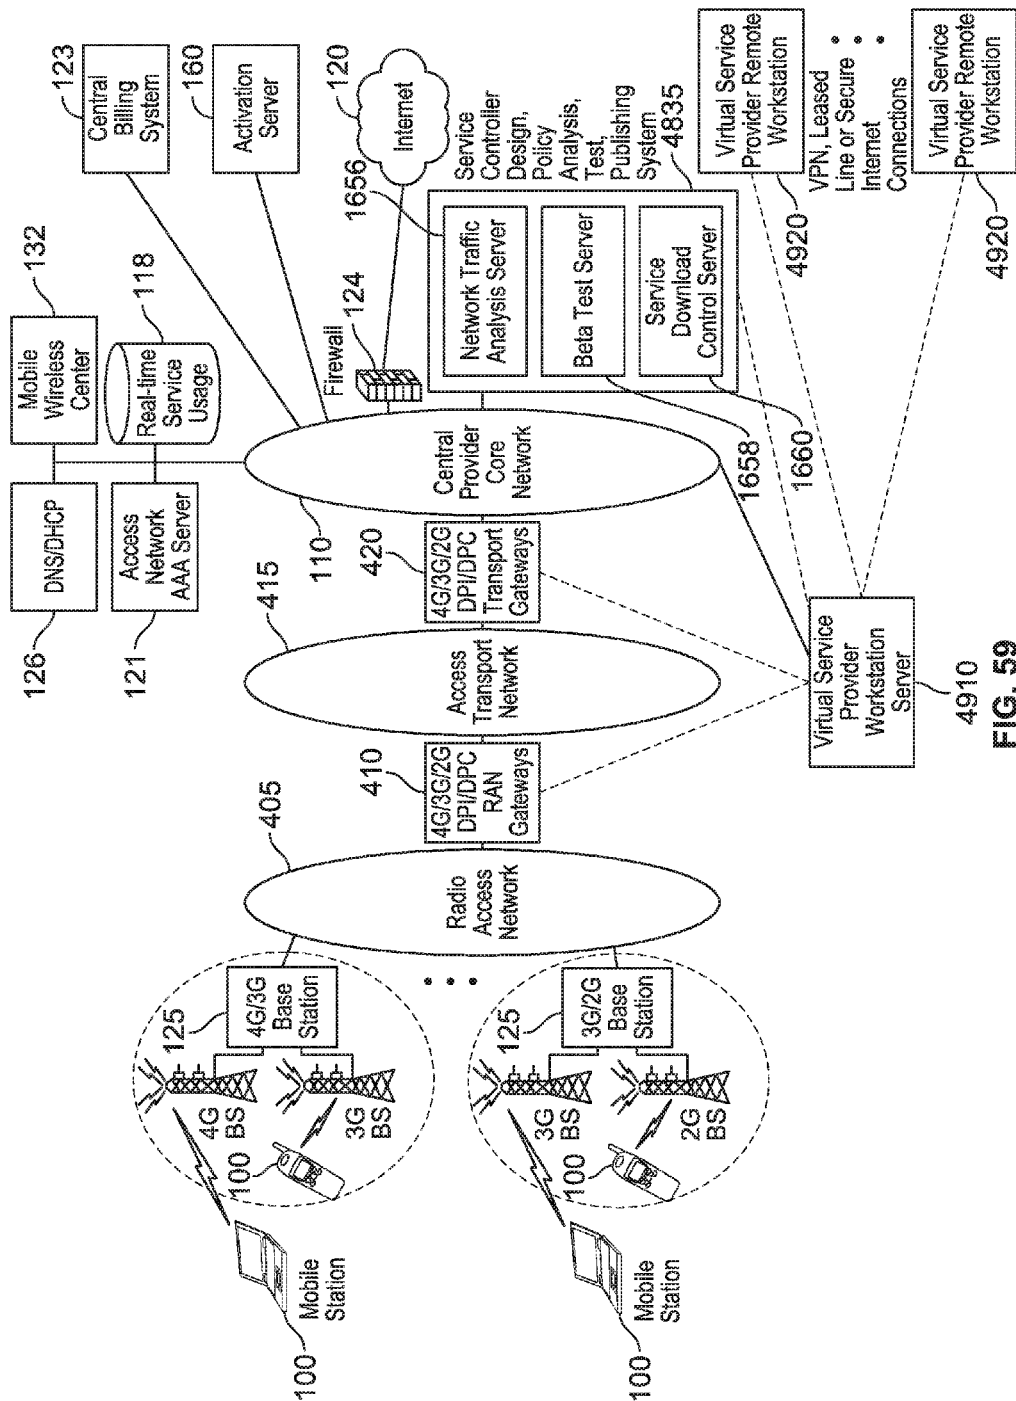 Mobile
Station
100
100
4G
BS
3G
BS
125
4G/3G
Base
Station
Mobile
Station
100
100
3G
BS
2G
BS
125
3G/2G
Base
Station
405
Radio
Access
Network
410
4G/3G/2G
DPI/DPC
RAN
Gateways
415
Access
Transport
Network
420
4G/3G/2G
DPI/DPC
Transport
Gateways
110
Central
Provider
Core
Network
126
DNS/DHCP
121
Access
Network
AAA Server
132
Mobile
Wireless
Center
118
Real-time
Service
Usage
123
Central
Billing
System
160
Activation
Server
120
Internet
Firewall
124
1656
Network Traffic
Analysis Server
Beta Test Server
1658
Service
Download
Control Server
1660
Service
Controller
Design,
Policy
Analysis,
Test,
Publishing
System
4835
Virtual Service
Provider
Workstation
Server
4910
Virtual Service
Provider Remote
Workstation
4920
VPN, Leased
Line or Secure
Internet
Connections
Virtual Service
Provider Remote
Workstation
4920
FIG. 59